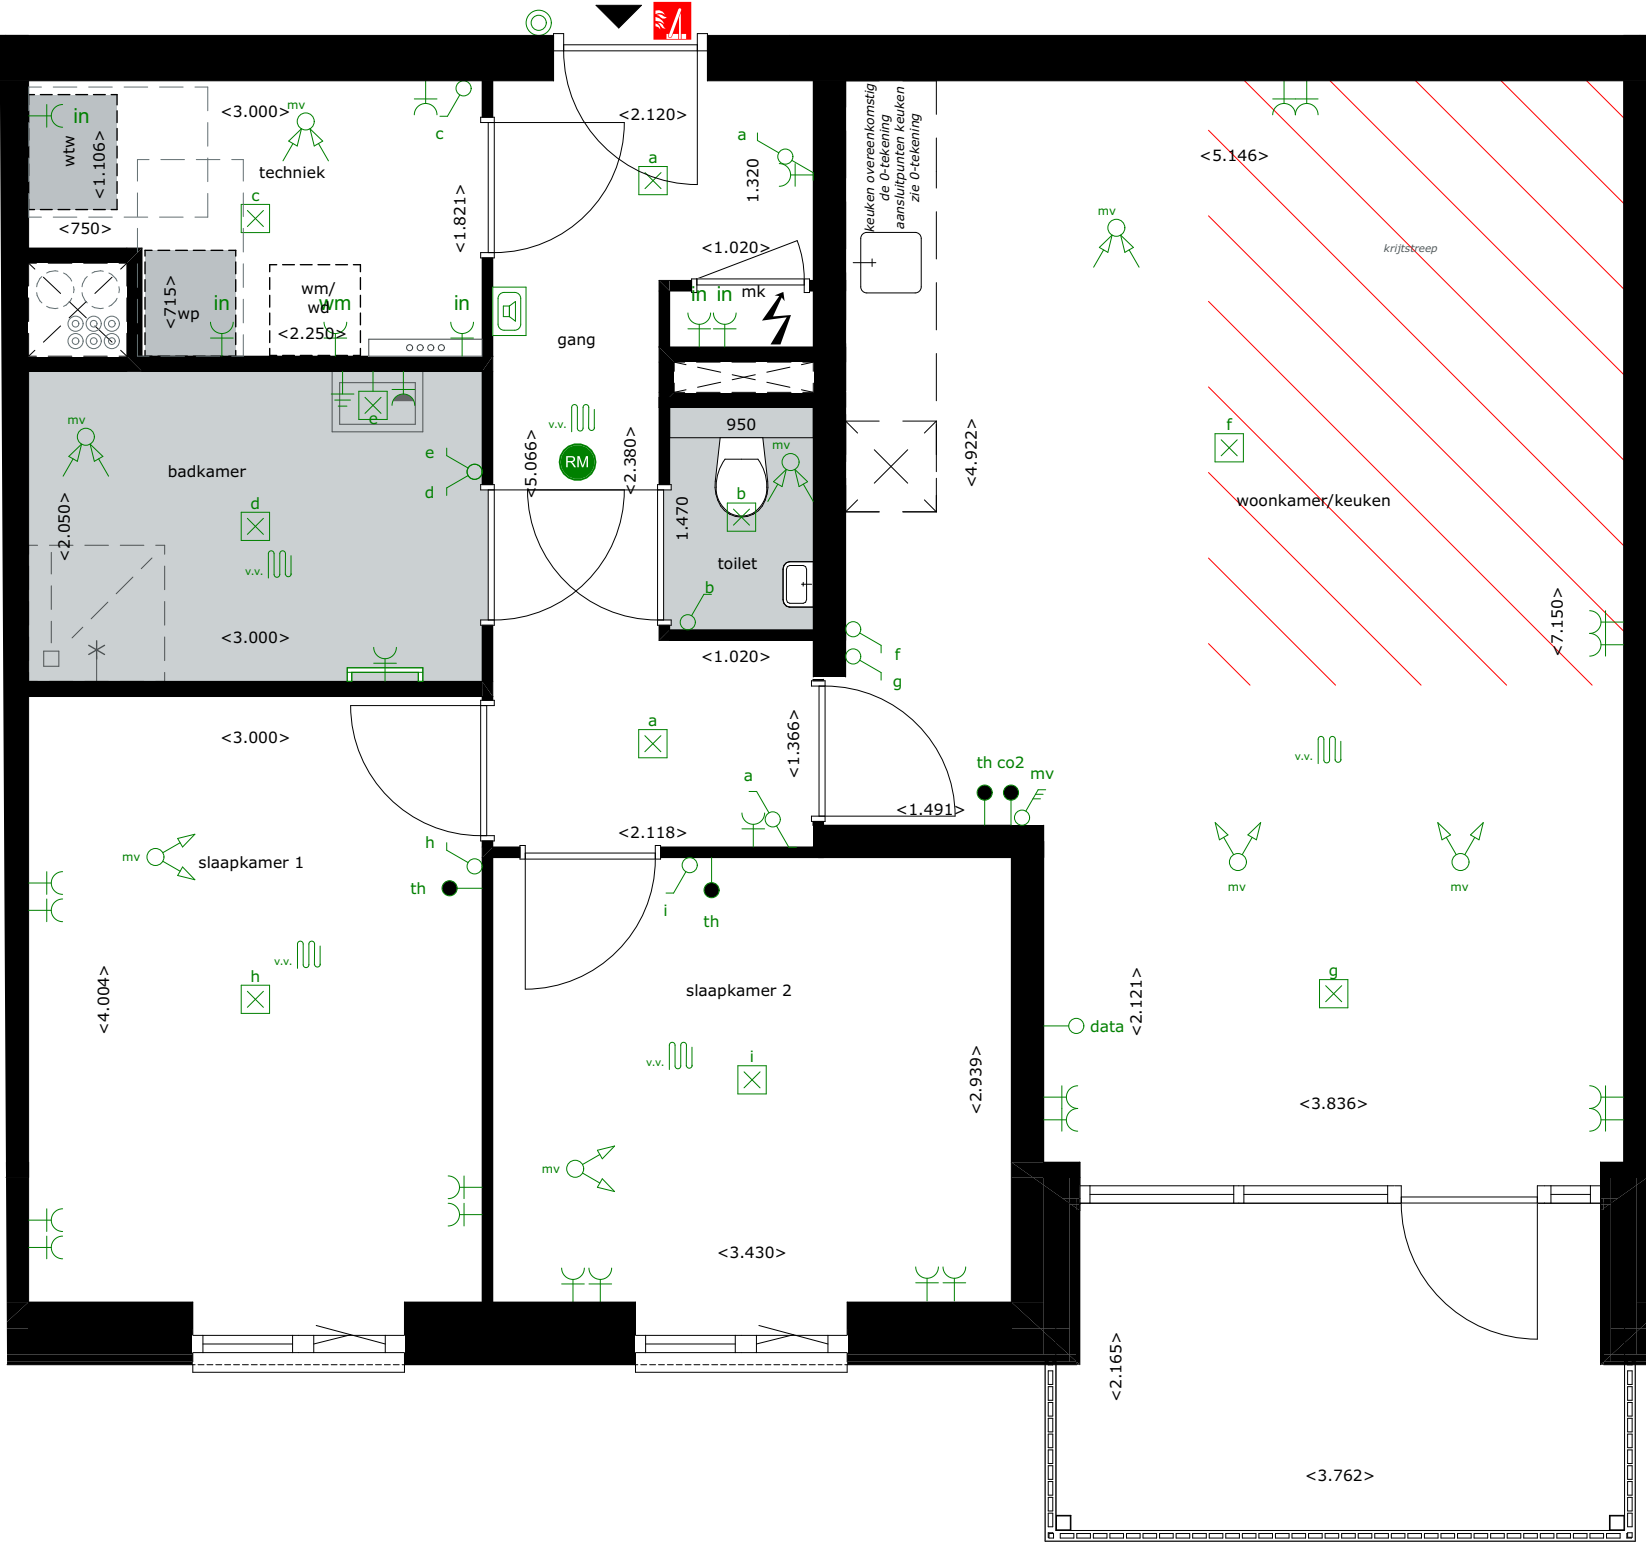 <3.000>
mv
in
wtw
<1.106>
techniek
c
c
<750>
<1.821>
<2.120>
a
a
1.320
<1.020>
keuken overeenkomstig
de 0-tekening
aansluitpunten keuken
zie 0-tekening
<5.146>
mv
krijtstreep
<715>
in
wp
wm/
wd
wm
<2.250>
in
in in
mk
gang
v.v.
RM
<5.066>
<2.380>
950
mv
b
1.470
toilet
b
<4.922>
f
woonkamer/keuken
mv
badkamer
e
e
d
d
<2.050>
v.v.
<3.000>
<1.020>
f
g
<7.150>
<3.000>
a
<1.366>
a
<2.118>
th co2
mv
<1.491>
v.v.
mv
slaapkamer 1
h
th
v.v.
h
<4.004>
i
th
slaapkamer 2
v.v.
i
<2.939>
mv
<3.430>
mv
mv
g
data
<2.121>
<3.836>
<2.165>
<3.762>